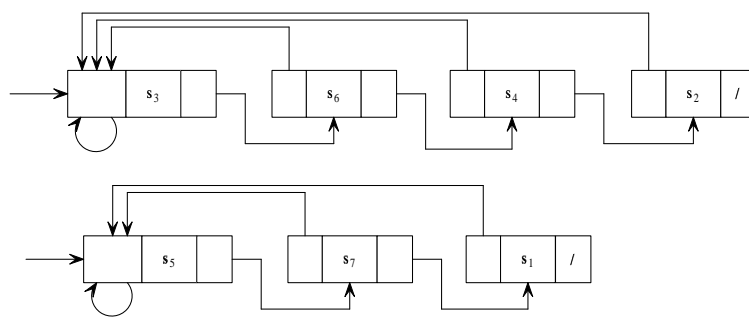 s₃ s₆ s₄ s₂ /
s₅ s₇ s₁ /